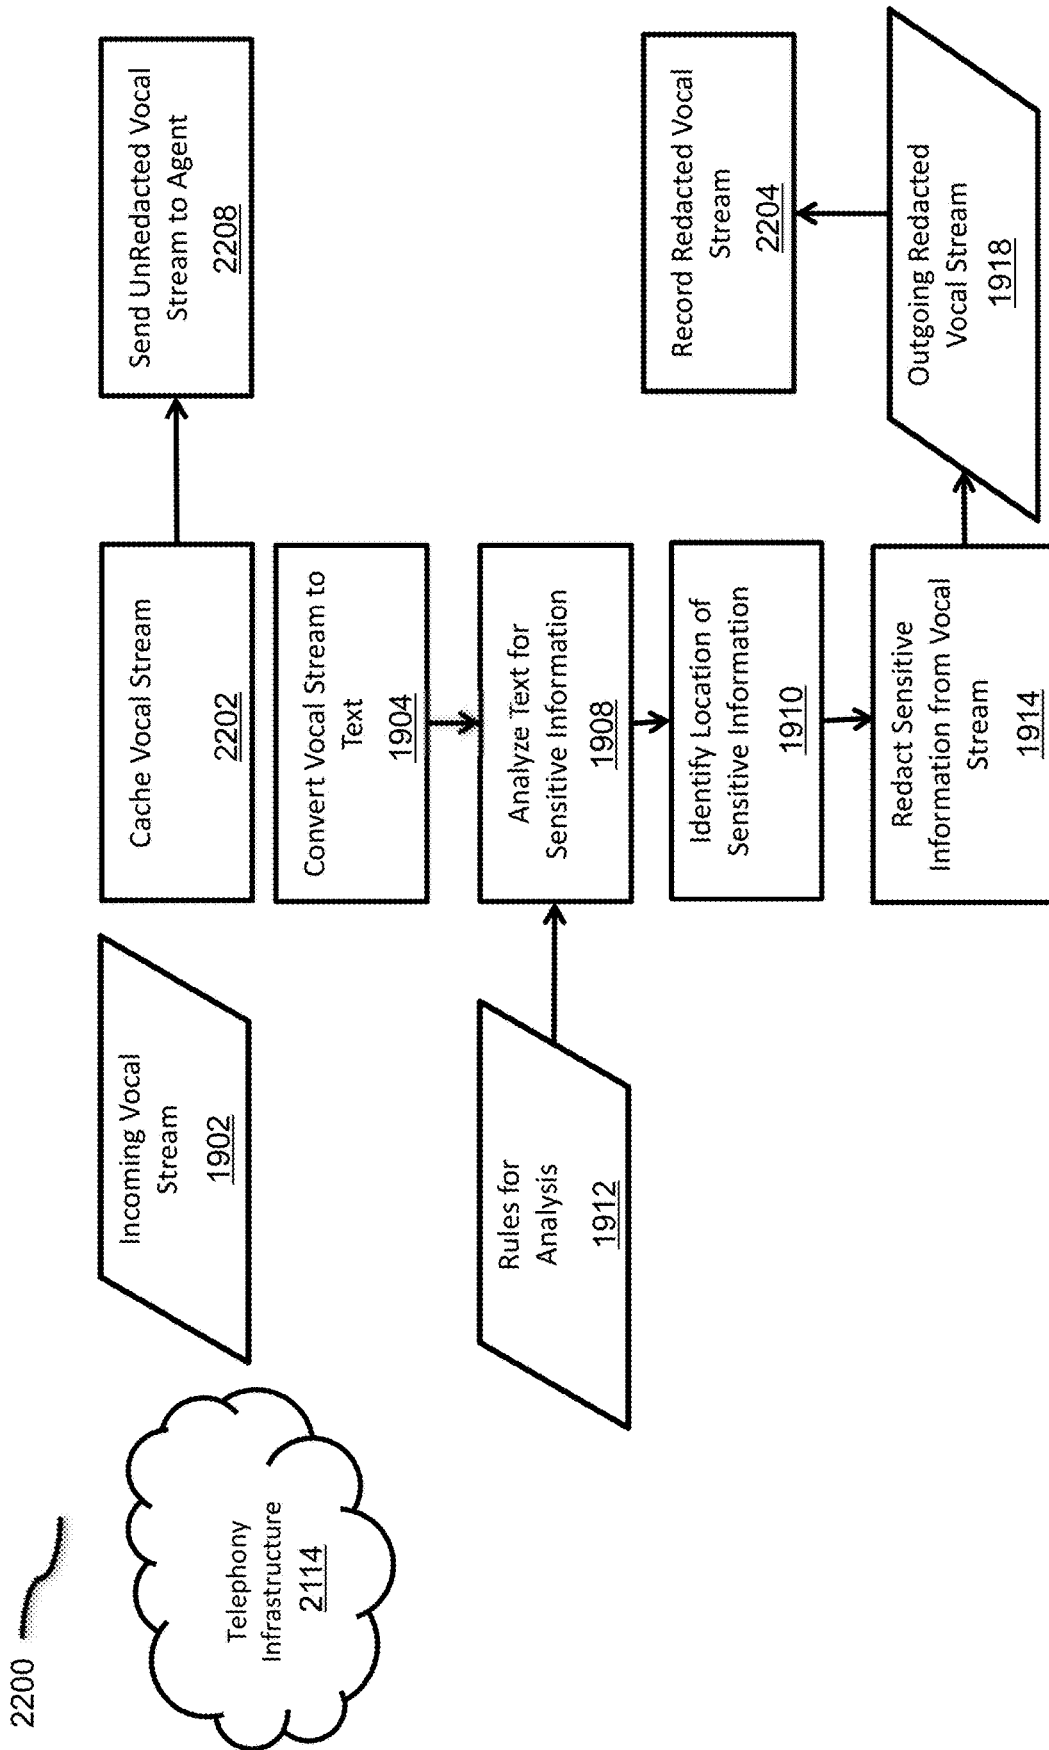 2200
Telephony
Infrastructure
2114
Incoming Vocal
Stream
1902
Cache Vocal Stream
2202
Send UnRedacted Vocal
Stream to Agent
2208
Convert Vocal Stream to
Text
1904
Rules for
Analysis
1912
Analyze Text for
Sensitive Information
1908
Identify Location of
Sensitive Information
1910
Record Redacted Vocal
Stream
2204
Redact Sensitive
Information from Vocal
Stream
1914
Outgoing Redacted
Vocal Stream
1918